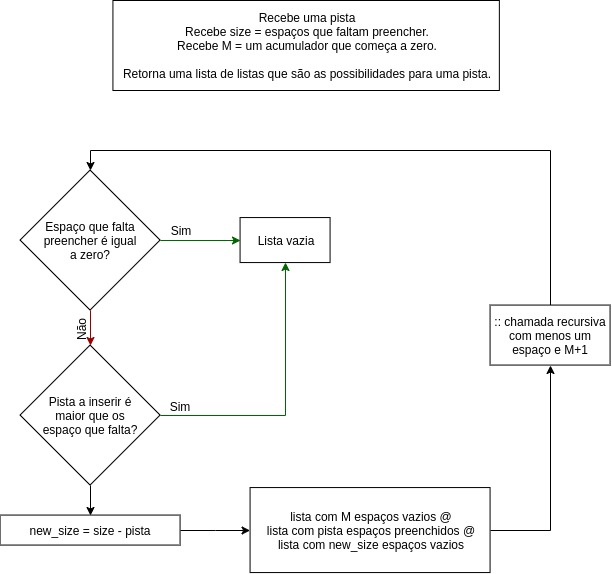 Recebe uma pista
Recebe size = espaços que faltam preencher.
Recebe M = um acumulador que começa a zero.
Retorna uma lista de listas que são as possibilidades para uma pista.
Espaço que falta
preencher é igual
a zero?
Sim
Lista vazia
Não
Pista a inserir é
maior que os
espaço que falta?
Sim
:: chamada recursiva
com menos um
espaço e M+1
new_size = size - pista
lista com M espaços vazios @
lista com pista espaços preenchidos @
lista com new_size espaços vazios